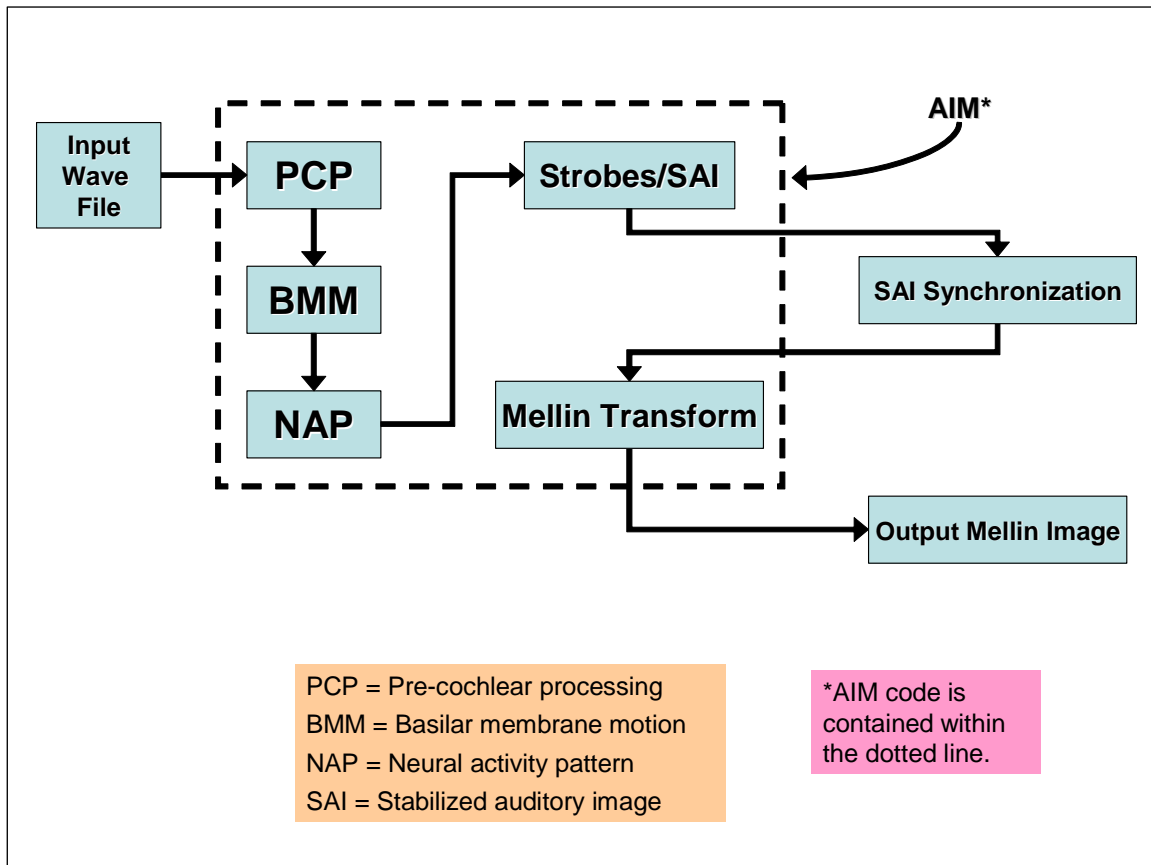 AIM*
Input
Wave
File
PCP
Strobes/SAI
BMM
SAI Synchronization
NAP
Mellin Transform
Output Mellin Image
PCP = Pre-cochlear processing
BMM = Basilar membrane motion
NAP = Neural activity pattern
SAI = Stabilized auditory image
*AIM code is
contained within
the dotted line.